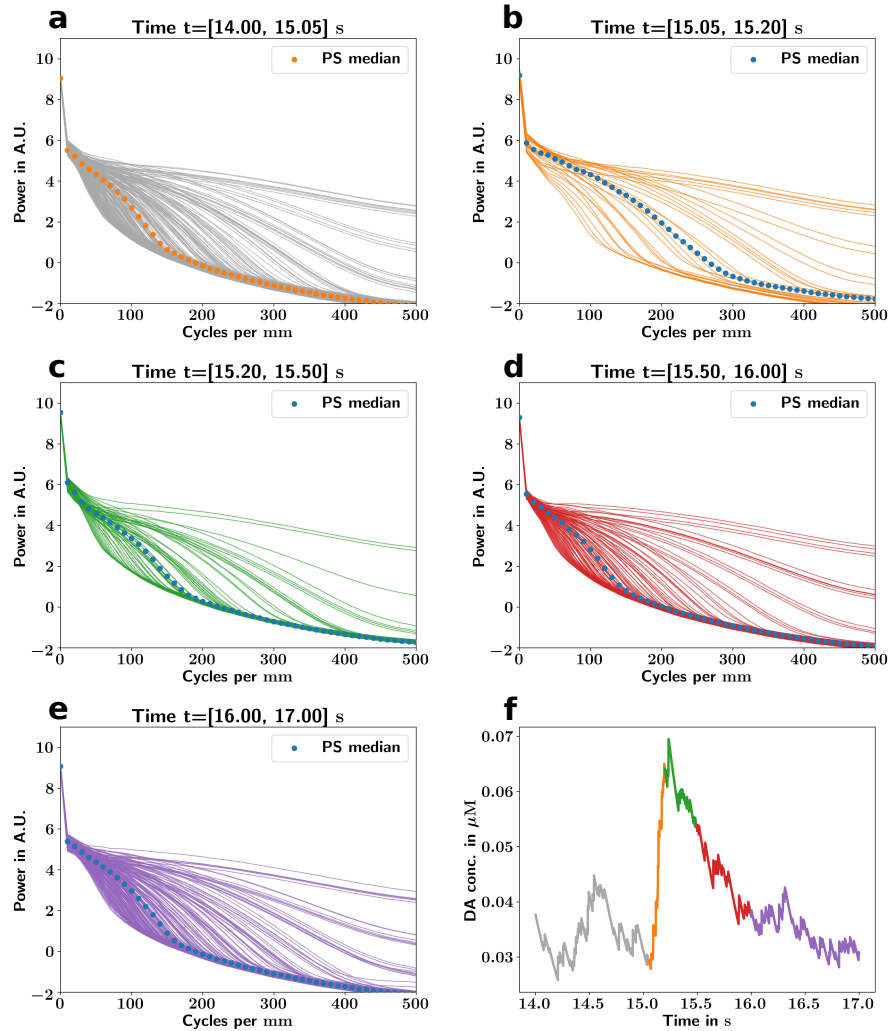 a
Time t=[14.00, 15.05] s
PS median
Power in A.U.
10
8
6
4
2
0
−2
0 100 200 300 400 500
Cycles per mm
b
Time t=[15.05, 15.20] s
PS median
Power in A.U.
10
8
6
4
2
0
−2
0 100 200 300 400 500
Cycles per mm
c
Time t=[15.20, 15.50] s
PS median
Power in A.U.
10
8
6
4
2
0
−2
0 100 200 300 400 500
Cycles per mm
d
Time t=[15.50, 16.00] s
PS median
Power in A.U.
10
8
6
4
2
0
−2
0 100 200 300 400 500
Cycles per mm
e
Time t=[16.00, 17.00] s
PS median
Power in A.U.
10
8
6
4
2
0
−2
0 100 200 300 400 500
Cycles per mm
f
DA conc. in μM
0.07
0.06
0.05
0.04
0.03
14.0 14.5 15.0 15.5 16.0 16.5 17.0
Time in s